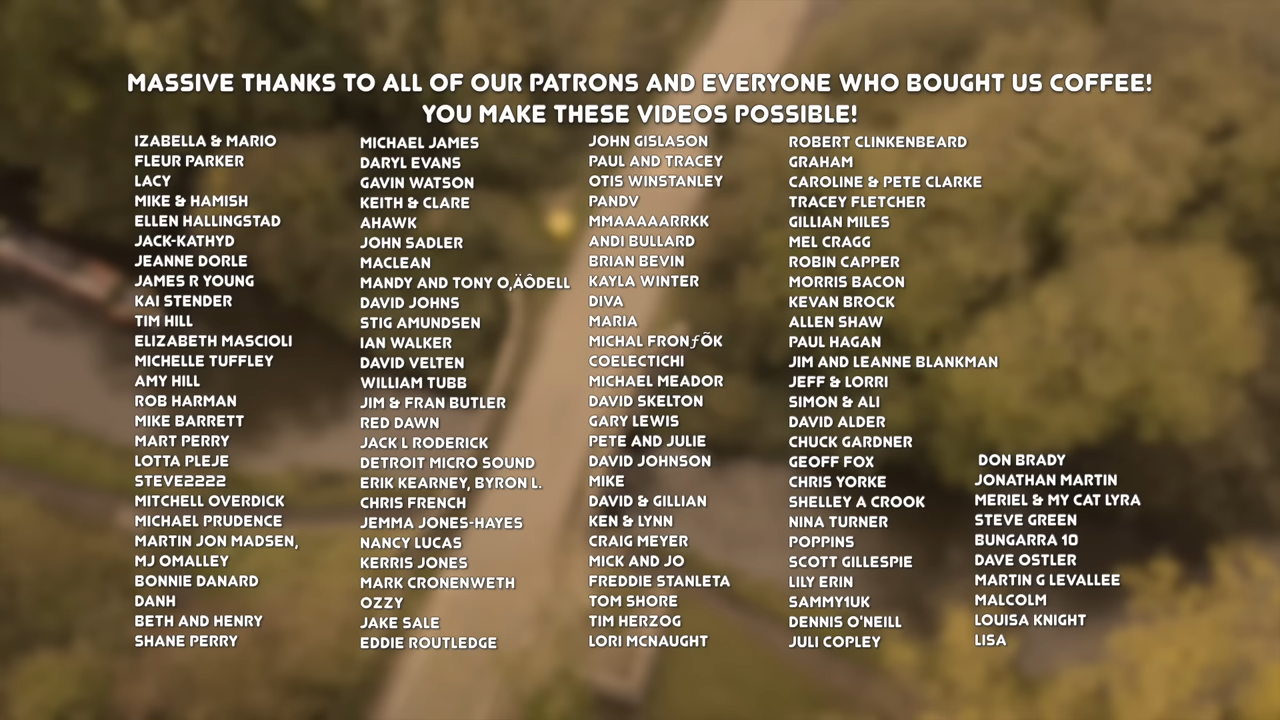 MASSIVE THANKS TO ALL OF OUR PATRONS AND EVERYONE WHO BOUGHT US COFFEE!
YOU MAKE THESE VIDEOS POSSIBLE!
IZABELLA & MARIO
FLEUR PARKER
LACY
MIKE & HAMISH
ELLEN HALLINGSTAD
JACK-KATHYD
JEANNE DORLE
JAMES R YOUNG
KAI STENDER
TIM HILL
ELIZABETH MASCIOLI
MICHELLE TUFFLEY
AMY HILL
ROB HARMAN
MIKE BARRETT
MART PERRY
LOTTA PLEJE
STEVE2222
MITCHELL OVERDICK
MICHAEL PRUDENCE
MARTIN JON MADSEN,
MJ OMALLEY
BONNIE DANARD
DANH
BETH AND HENRY
SHANE PERRY
MICHAEL JAMES
DARYL EVANS
GAVIN WATSON
KEITH & CLARE
AHAWK
JOHN SADLER
MACLEAN
MANDY AND TONY O‚ÄÔDELL
DAVID JOHNS
STIG AMUNDSEN
IAN WALKER
DAVID VELTEN
WILLIAM TUBB
JIM & FRAN BUTLER
RED DAWN
JACK L RODERICK
DETROIT MICRO SOUND
ERIK KEARNEY, BYRON L.
CHRIS FRENCH
JEMMA JONES-HAYES
NANCY LUCAS
KERRIS JONES
MARK CRONENWETH
OZZY
JAKE SALE
EDDIE ROUTLEDGE
JOHN GISLASON
PAUL AND TRACEY
OTIS WINSTANLEY
PANDV
MMAAAAARRKK
ANDI BULLARD
BRIAN BEVIN
KAYLA WINTER
DIVA
MARIA
MICHAL FRONƒÕK
COELECTICHI
MICHAEL MEADOR
DAVID SKELTON
GARY LEWIS
PETE AND JULIE
DAVID JOHNSON
MIKE
DAVID & GILLIAN
KEN & LYNN
CRAIG MEYER
MICK AND JO
FREDDIE STANLETA
TOM SHORE
TIM HERZOG
LORI MCNAUGHT
ROBERT CLINKENBEARD
GRAHAM
CAROLINE & PETE CLARKE
TRACEY FLETCHER
GILLIAN MILES
MEL CRAGG
ROBIN CAPPER
MORRIS BACON
KEVAN BROCK
ALLEN SHAW
PAUL HAGAN
JIM AND LEANNE BLANKMAN
JEFF & LORRI
SIMON & ALI
DAVID ALDER
CHUCK GARDNER
GEOFF FOX
CHRIS YORKE
SHELLEY A CROOK
NINA TURNER
POPPINS
SCOTT GILLESPIE
LILY ERIN
SAMMY1UK
DENNIS O'NEILL
JULI COPLEY
DON BRADY
JONATHAN MARTIN
MERIEL & MY CAT LYRA
STEVE GREEN
BUNGARRA 10
DAVE OSTLER
MARTIN G LEVALLEE
MALCOLM
LOUISA KNIGHT
LISA